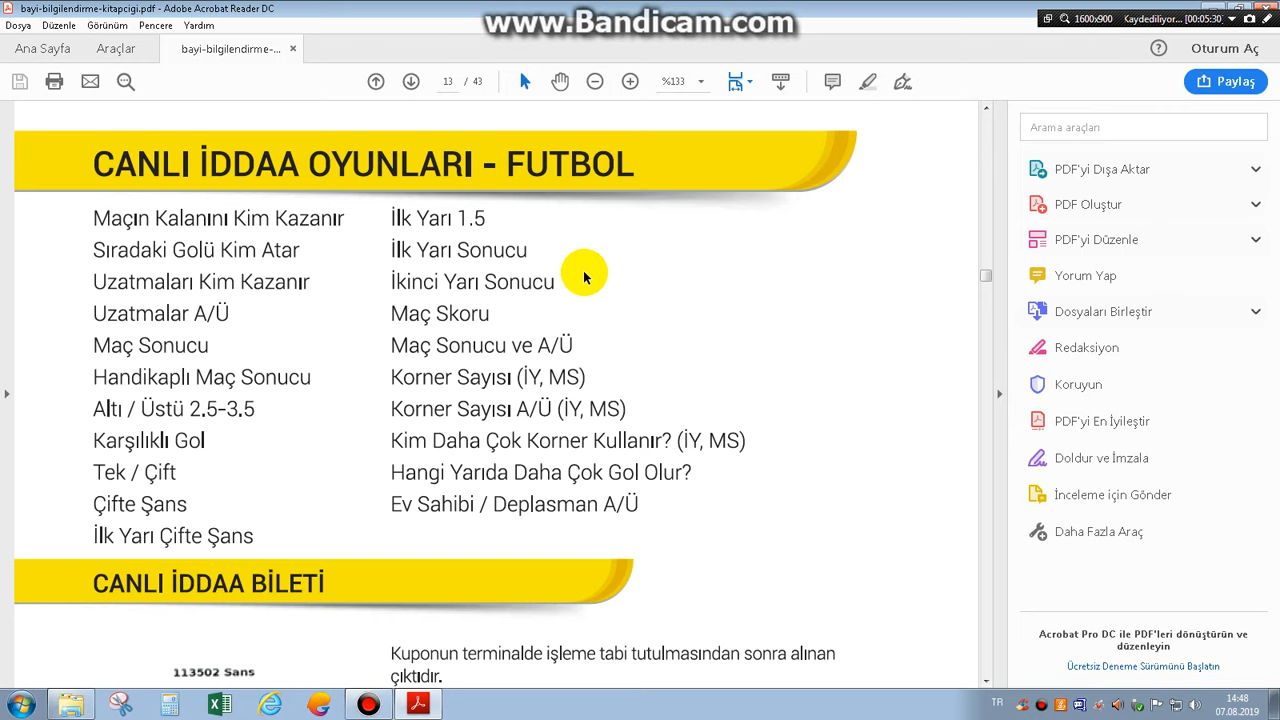 bayi-bilgilendirme-kitapcigi.pdf - Adobe Acrobat Reader DC
www.Bandicam.com
1600x900 Kaydediliyor... [00:05:30]
Dosya Düzenle Görünüm Pencere Yardım
Ana Sayfa Araçlar bayi-bilgilendirme-... × Oturum Aç
13 / 43 %133 Paylaş
CANLI İDDAA OYUNLARI - FUTBOL
Maçın Kalanını Kim Kazanır
Sıradaki Golü Kim Atar
Uzatmaları Kim Kazanır
Uzatmalar A/Ü
Maç Sonucu
Handikaplı Maç Sonucu
Altı / Üstü 2.5-3.5
Karşılıklı Gol
Tek / Çift
Çifte Şans
İlk Yarı Çifte Şans
İlk Yarı 1.5
İlk Yarı Sonucu
İkinci Yarı Sonucu
Maç Skoru
Maç Sonucu ve A/Ü
Korner Sayısı (İY, MS)
Korner Sayısı A/Ü (İY, MS)
Kim Daha Çok Korner Kullanır? (İY, MS)
Hangi Yarıda Daha Çok Gol Olur?
Ev Sahibi / Deplasman A/Ü
CANLI İDDAA BİLETİ
113502 Sans
Kuponun terminalde işleme tabi tutulmasından sonra alınan
çıktıdır.
Arama araçları
PDF'yi Dışa Aktar
PDF Oluştur
PDF'yi Düzenle
Yorum Yap
Dosyaları Birleştir
Redaksiyon
Koruyun
PDF'yi En İyileştir
Doldur ve İmzala
İnceleme için Gönder
Daha Fazla Araç
Acrobat Pro DC ile PDF'leri dönüştürün ve
düzenleyin
Ücretsiz Deneme Sürümünü Başlatın
TR
14:48
07.08.2019